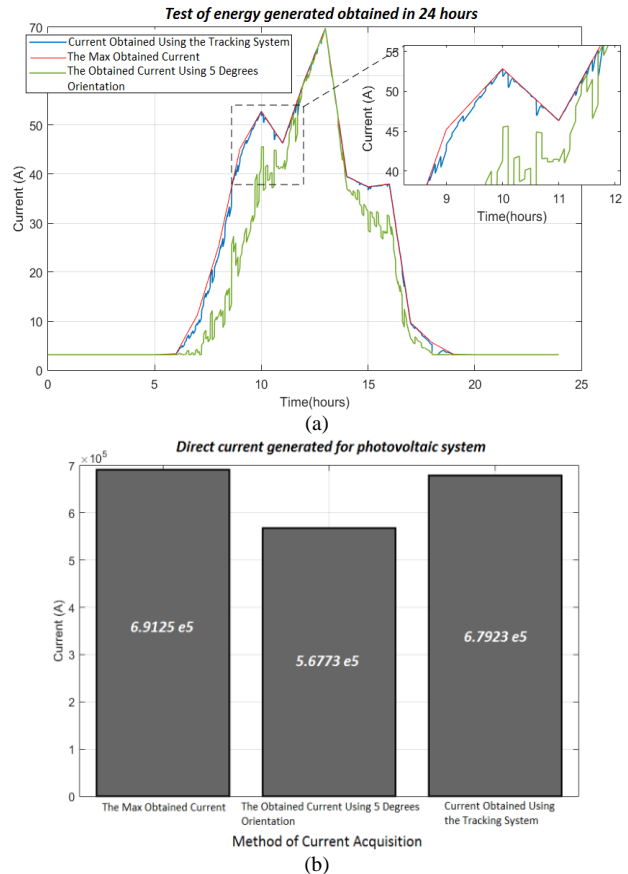 Test of energy generated obtained in 24 hours
Current Obtained Using the Tracking System
The Max Obtained Current
The Obtained Current Using 5 Degrees
Orientation
70
60
50
40
30
20
10
0
Current (A)
0 5 10 15 20 25
Time(hours)
58
55
50
45
40
Current (A)
9 10 11 12
Time(hours)
(a)
Direct current generated for photovoltaic system
× 10^5
7
6
5
4
3
2
1
0
Current (A)
6.9125 e5
5.6773 e5
6.7923 e5
The Max Obtained Current
The Obtained Current Using 5 Degrees
Orientation
Current Obtained Using
the Tracking System
Method of Current Acquisition
(b)